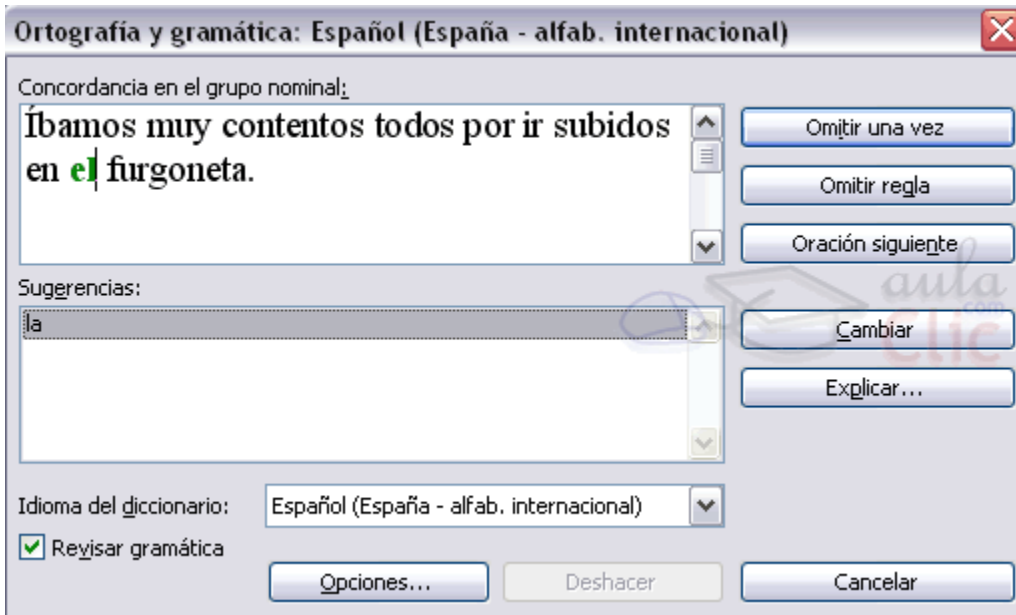 Ortografía y gramática: Español (España - alfab. internacional)
Concordancia en el grupo nominal:
Íbamos muy contentos todos por ir subidos
en el furgoneta.
Omitir una vez
Omitir regla
Oración siguiente
Sugerencias:
la
aula
.com
Clic
Cambiar
Explicar...
Idioma del diccionario:
Español (España - alfab. internacional)
Revisar gramática
Opciones...
Deshacer
Cancelar